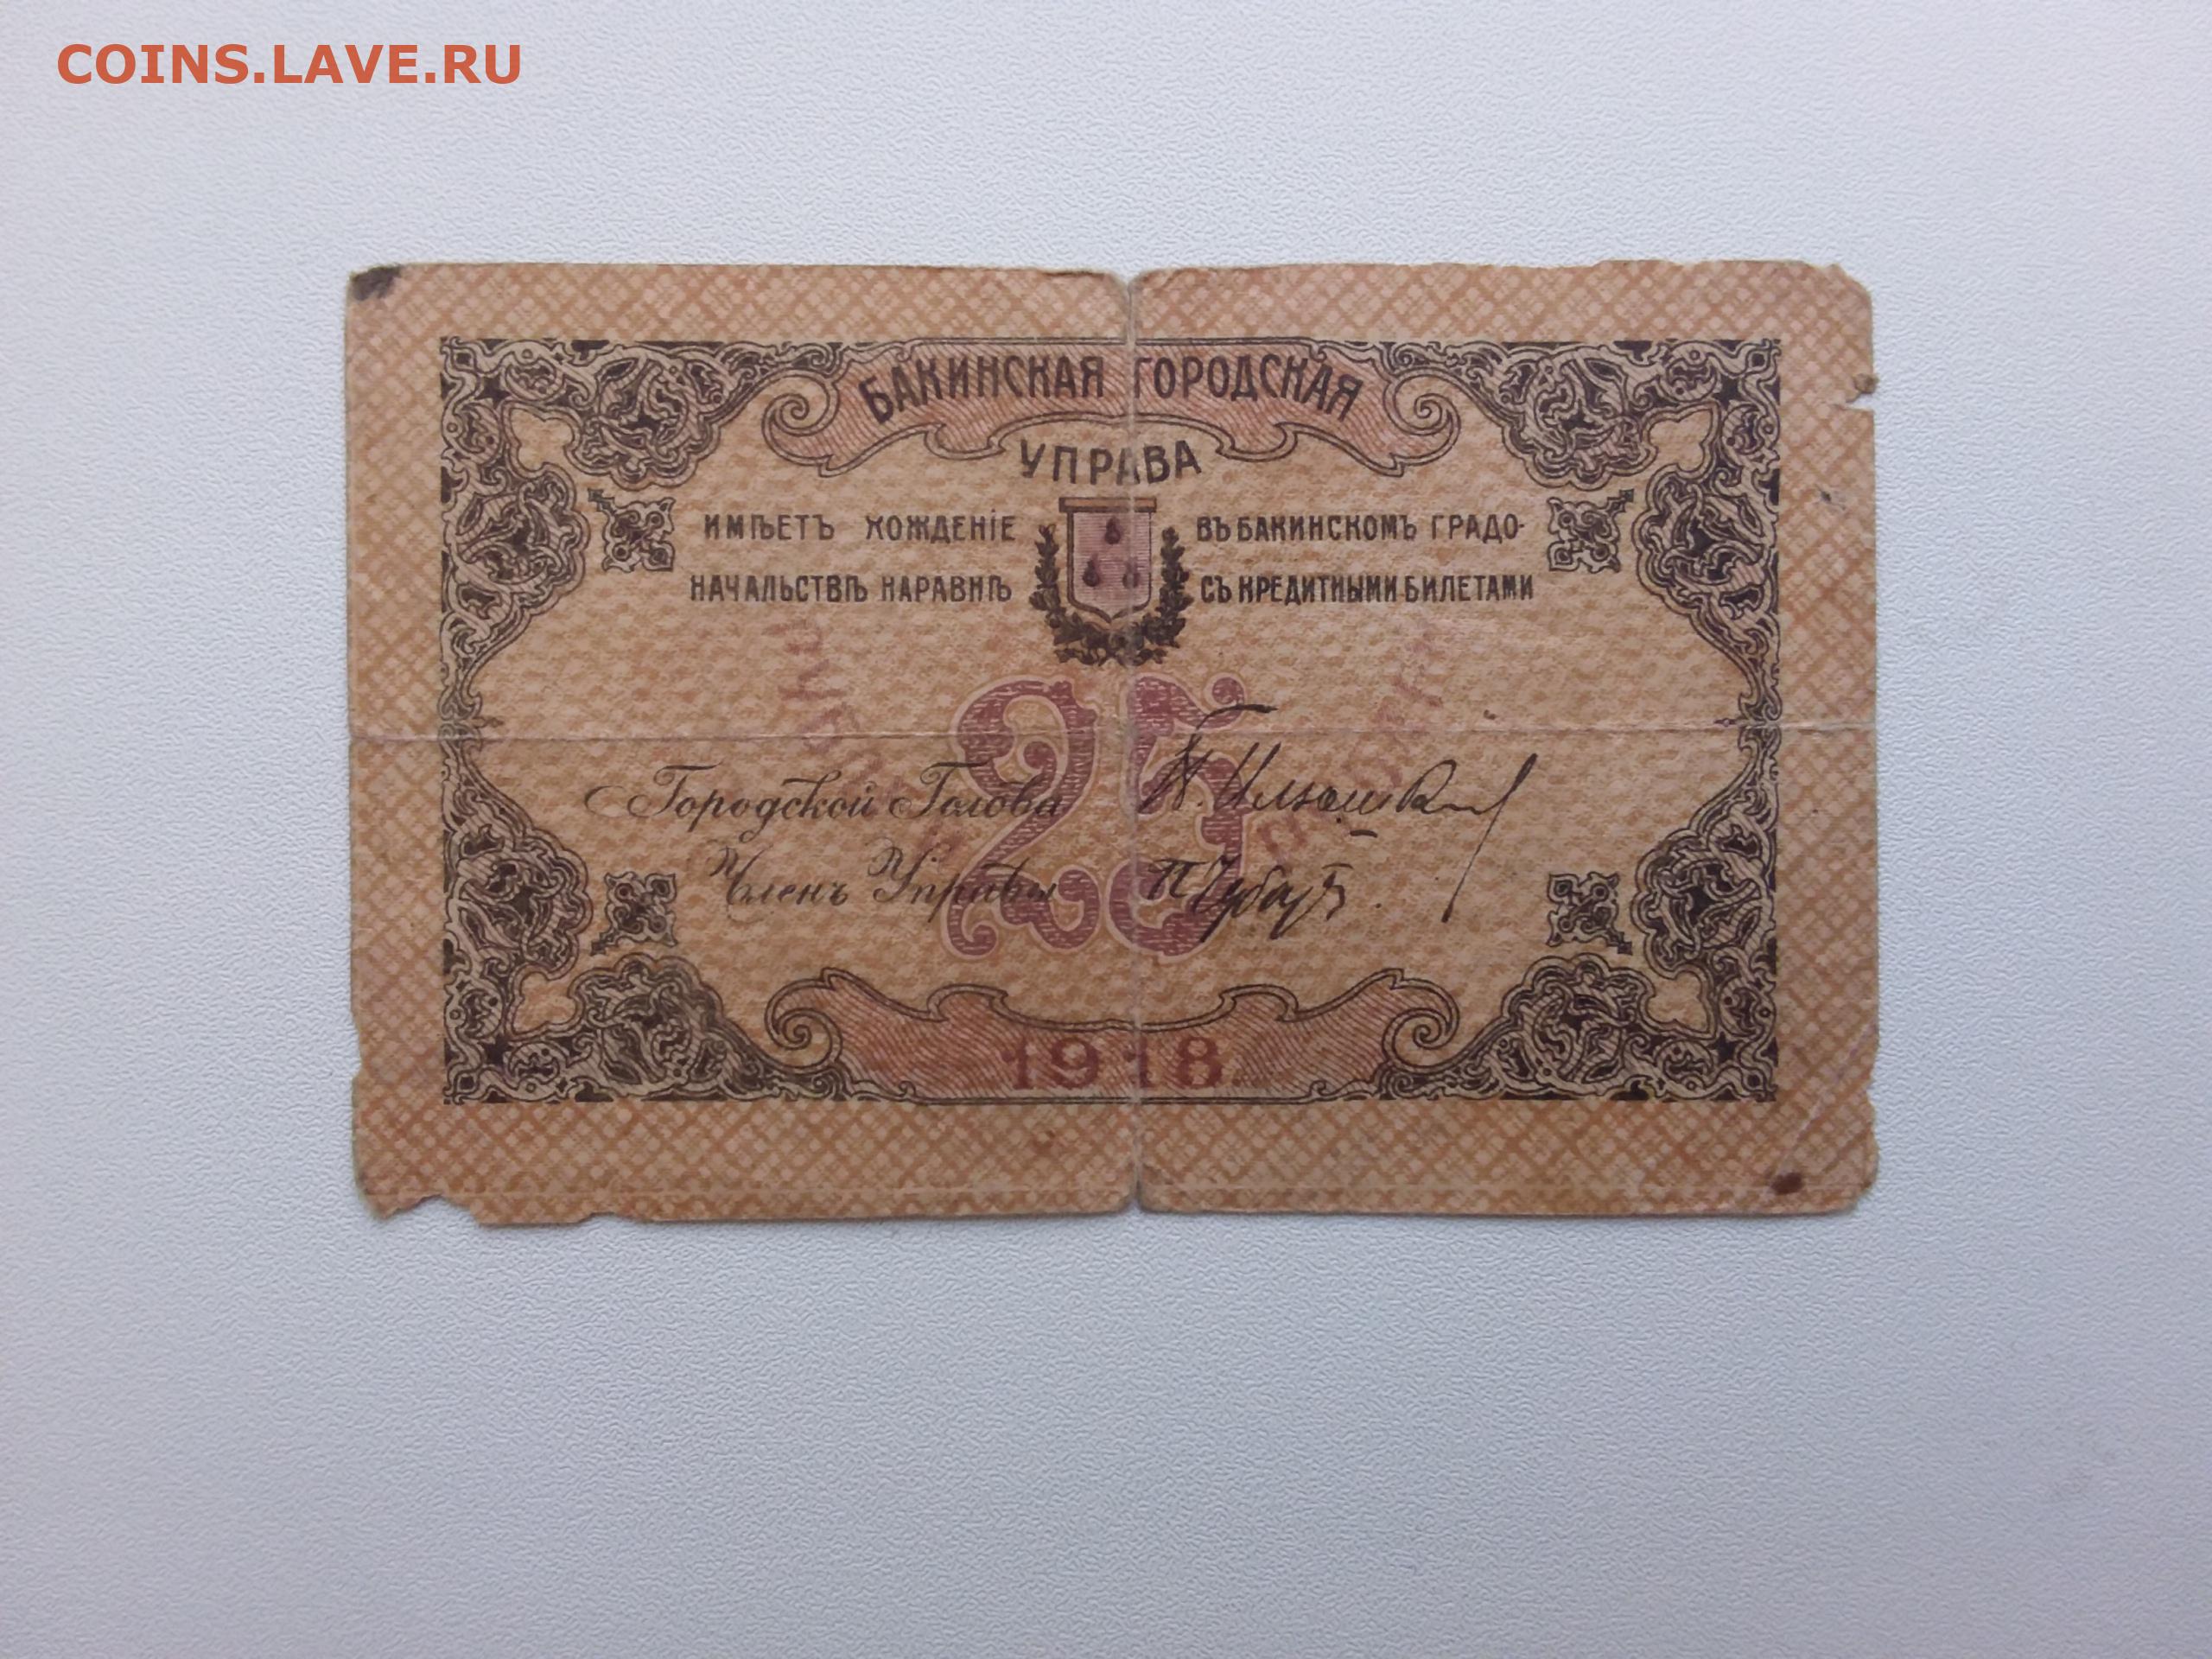 COINS.LAVE.RU
БАКИНСКАЯ ГОРОДСКАЯ
УПРАВА
ИМѢЕТЪ ХОЖДЕНІЕ ВЪ БАКИНСКОМЪ ГРАДО-
НАЧАЛЬСТВѢ НАРАВНѢ СЪ КРЕДИТНЫМИ БИЛЕТАМИ
25
Городской Голова
Членъ Управы
1918